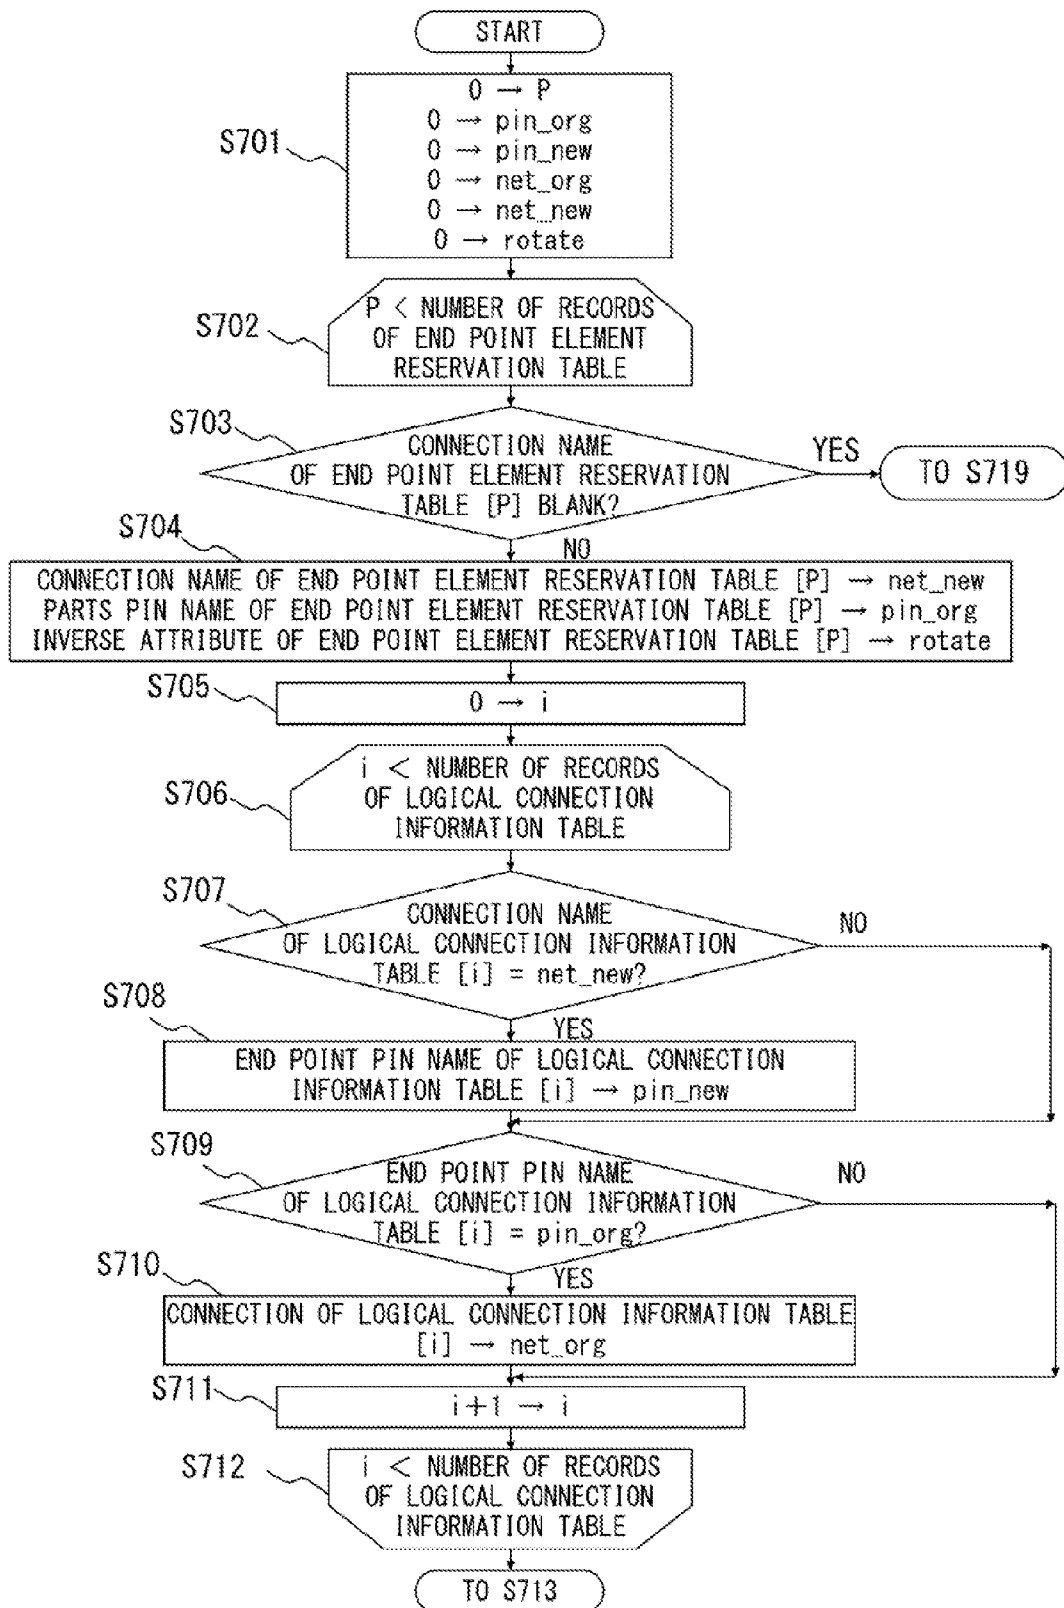 START
S701
0 → P
0 → pin_org
0 → pin_new
0 → net_org
0 → net_new
0 → rotate
S702
P < NUMBER OF RECORDS
OF END POINT ELEMENT
RESERVATION TABLE
S703
CONNECTION NAME
OF END POINT ELEMENT RESERVATION
TABLE [P] BLANK?
YES
TO S719
NO
S704
CONNECTION NAME OF END POINT ELEMENT RESERVATION TABLE [P] → net_new
PARTS PIN NAME OF END POINT ELEMENT RESERVATION TABLE [P] → pin_org
INVERSE ATTRIBUTE OF END POINT ELEMENT RESERVATION TABLE [P] → rotate
S705
0 → i
S706
i < NUMBER OF RECORDS
OF LOGICAL CONNECTION
INFORMATION TABLE
S707
CONNECTION NAME
OF LOGICAL CONNECTION INFORMATION
TABLE [i] = net_new?
NO
YES
S708
END POINT PIN NAME OF LOGICAL CONNECTION
INFORMATION TABLE [i] → pin_new
S709
END POINT PIN NAME
OF LOGICAL CONNECTION INFORMATION
TABLE [i] = pin_org?
NO
YES
S710
CONNECTION OF LOGICAL CONNECTION INFORMATION TABLE
[i] → net_org
S711
i+1 → i
S712
i < NUMBER OF RECORDS
OF LOGICAL CONNECTION
INFORMATION TABLE
TO S713